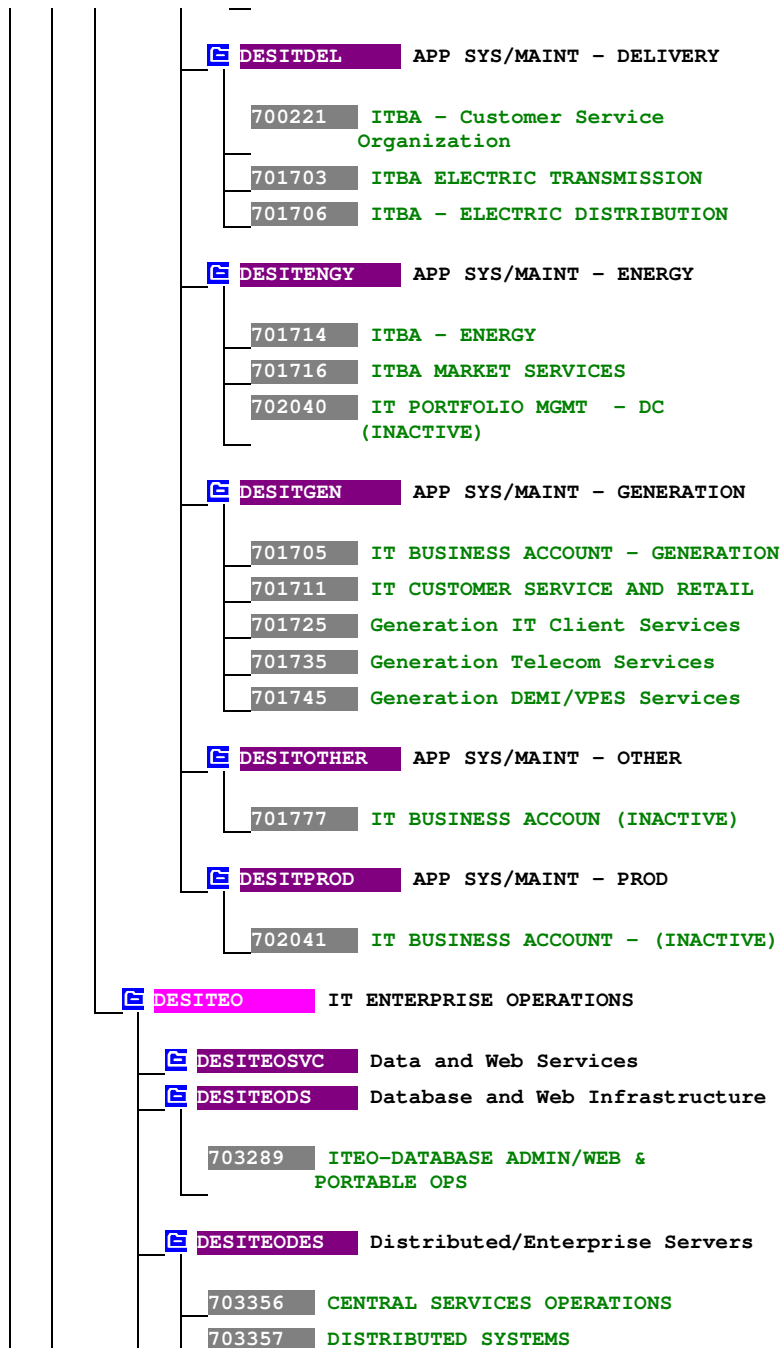 DESITDEL APP SYS/MAINT - DELIVERY
700221 ITBA - Customer Service
Organization
701703 ITBA ELECTRIC TRANSMISSION
701706 ITBA - ELECTRIC DISTRIBUTION
DESITENGY APP SYS/MAINT - ENERGY
701714 ITBA - ENERGY
701716 ITBA MARKET SERVICES
702040 IT PORTFOLIO MGMT - DC
(INACTIVE)
DESITGEN APP SYS/MAINT - GENERATION
701705 IT BUSINESS ACCOUNT - GENERATION
701711 IT CUSTOMER SERVICE AND RETAIL
701725 Generation IT Client Services
701735 Generation Telecom Services
701745 Generation DEMI/VPES Services
DESITOTHER APP SYS/MAINT - OTHER
701777 IT BUSINESS ACCOUN (INACTIVE)
DESITPROD APP SYS/MAINT - PROD
702041 IT BUSINESS ACCOUNT - (INACTIVE)
DESITEO IT ENTERPRISE OPERATIONS
DESITEOSVC Data and Web Services
DESITEODS Database and Web Infrastructure
703289 ITEO-DATABASE ADMIN/WEB &
PORTABLE OPS
DESITEODES Distributed/Enterprise Servers
703356 CENTRAL SERVICES OPERATIONS
703357 DISTRIBUTED SYSTEMS